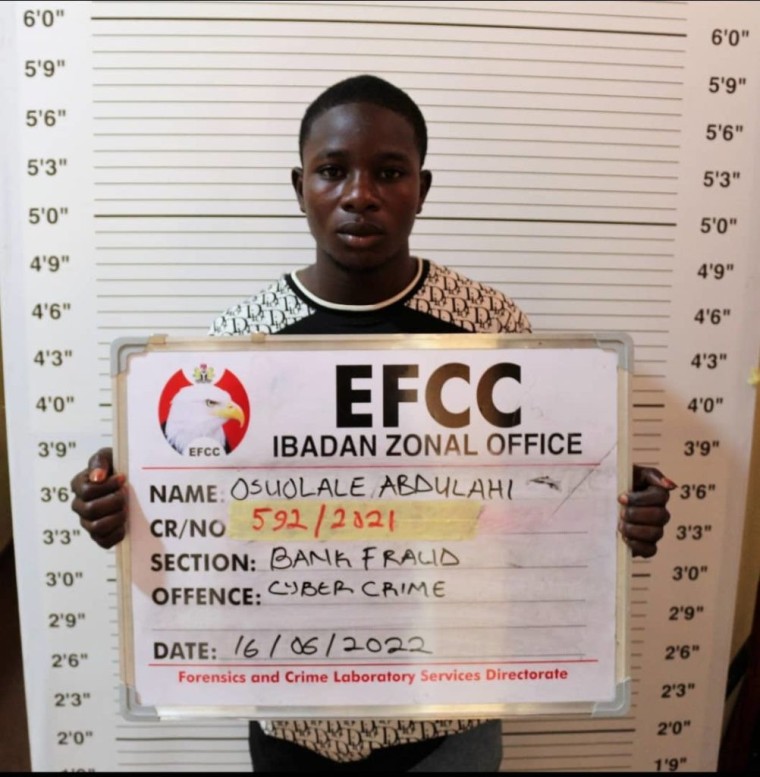 6'0" 6'0"
5'9" 5'9"
5'6" 5'6"
5'3" 5'3"
5'0" 5'0"
4'9" 4'9"
4'6" 4'6"
4'3" 4'3"
4'0" 4'0"
3'9" 3'9"
3'6 3'6"
3'3" 3'3"
3'0" 3'0"
2'9" 2'9"
2'6" 2'6"
2'3" 2'3"
2'0" 2'0"
1'9"
EFCC
EFCC
IBADAN ZONAL OFFICE
NAME: OSUOLALE ABDULAHI
CR/NO 592/2021
SECTION: BANK FRAUD
OFFENCE: CYBER CRIME
DATE: 16/06/2022
Forensics and Crime Laboratory Services Directorate